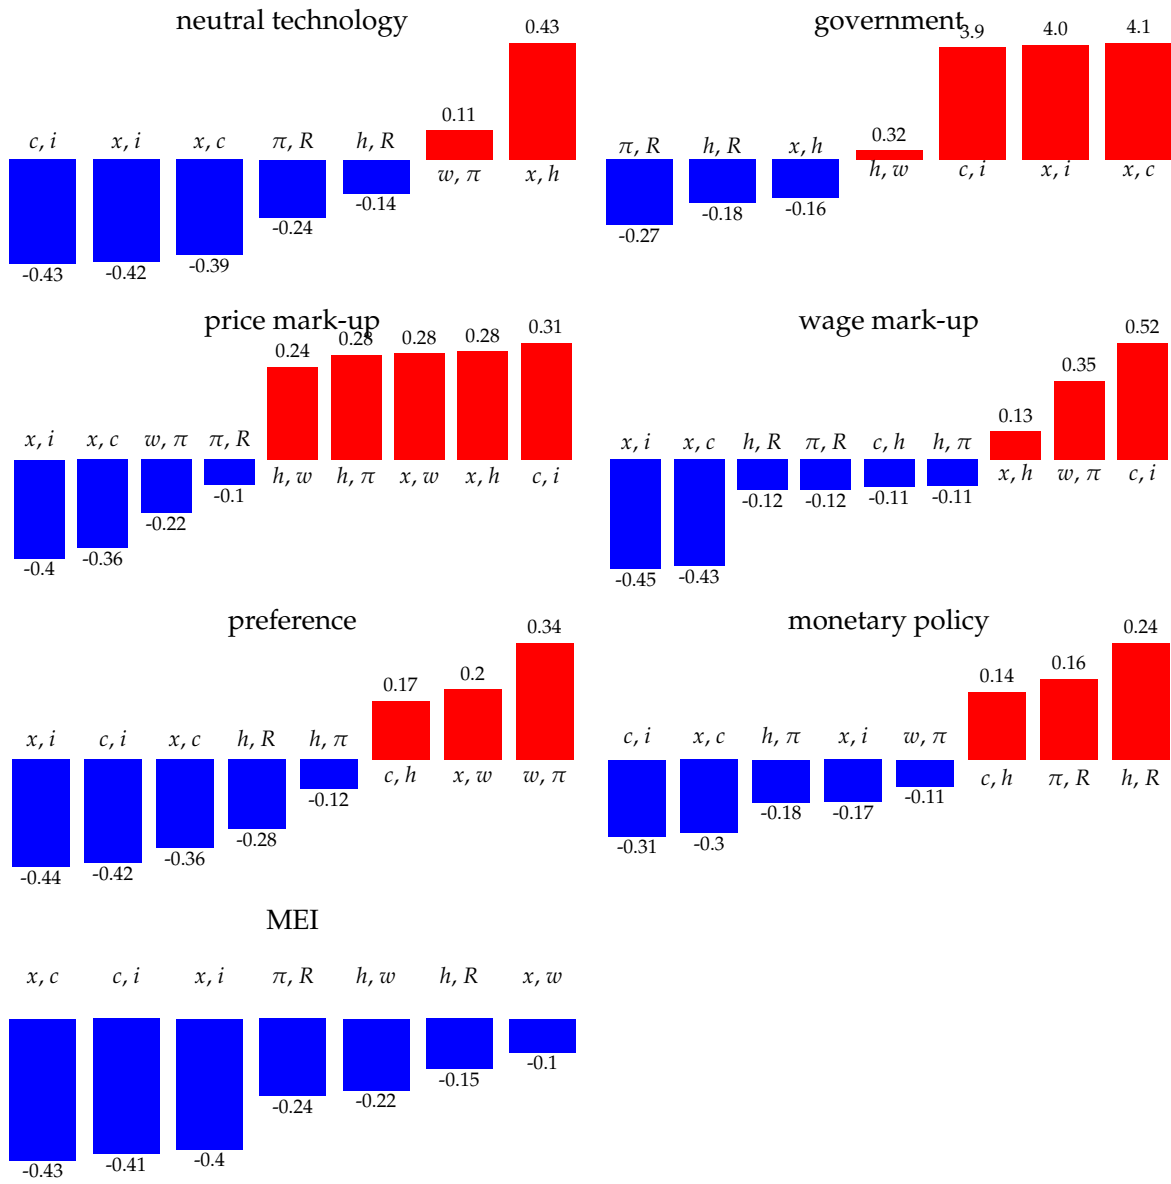 neutral technology
0.43
0.11
c, i x, i x, c π, R h, R
w, π x, h
-0.14
-0.24
-0.39
-0.43 -0.42
government
3.9 4.0 4.1
0.32
π, R h, R x, h
h, w c, i x, i x, c
-0.27 -0.18 -0.16
price mark-up
0.24 0.28 0.28 0.28 0.31
x, i x, c w, π π, R
h, w h, π x, w x, h c, i
-0.1
-0.22
-0.4 -0.36
wage mark-up
0.52
0.35
0.13
x, i x, c h, R π, R c, h h, π
x, h w, π c, i
-0.12 -0.12 -0.11 -0.11
-0.45 -0.43
preference
0.34
0.17 0.2
x, i c, i x, c h, R h, π
c, h x, w w, π
-0.12
-0.28
-0.44 -0.42 -0.36
monetary policy
0.24
0.14 0.16
c, i x, c h, π x, i w, π
c, h π, R h, R
-0.11
-0.18 -0.17
-0.31 -0.3
MEI
x, c c, i x, i π, R h, w h, R x, w
-0.1
-0.15
-0.24 -0.22
-0.43 -0.41 -0.4